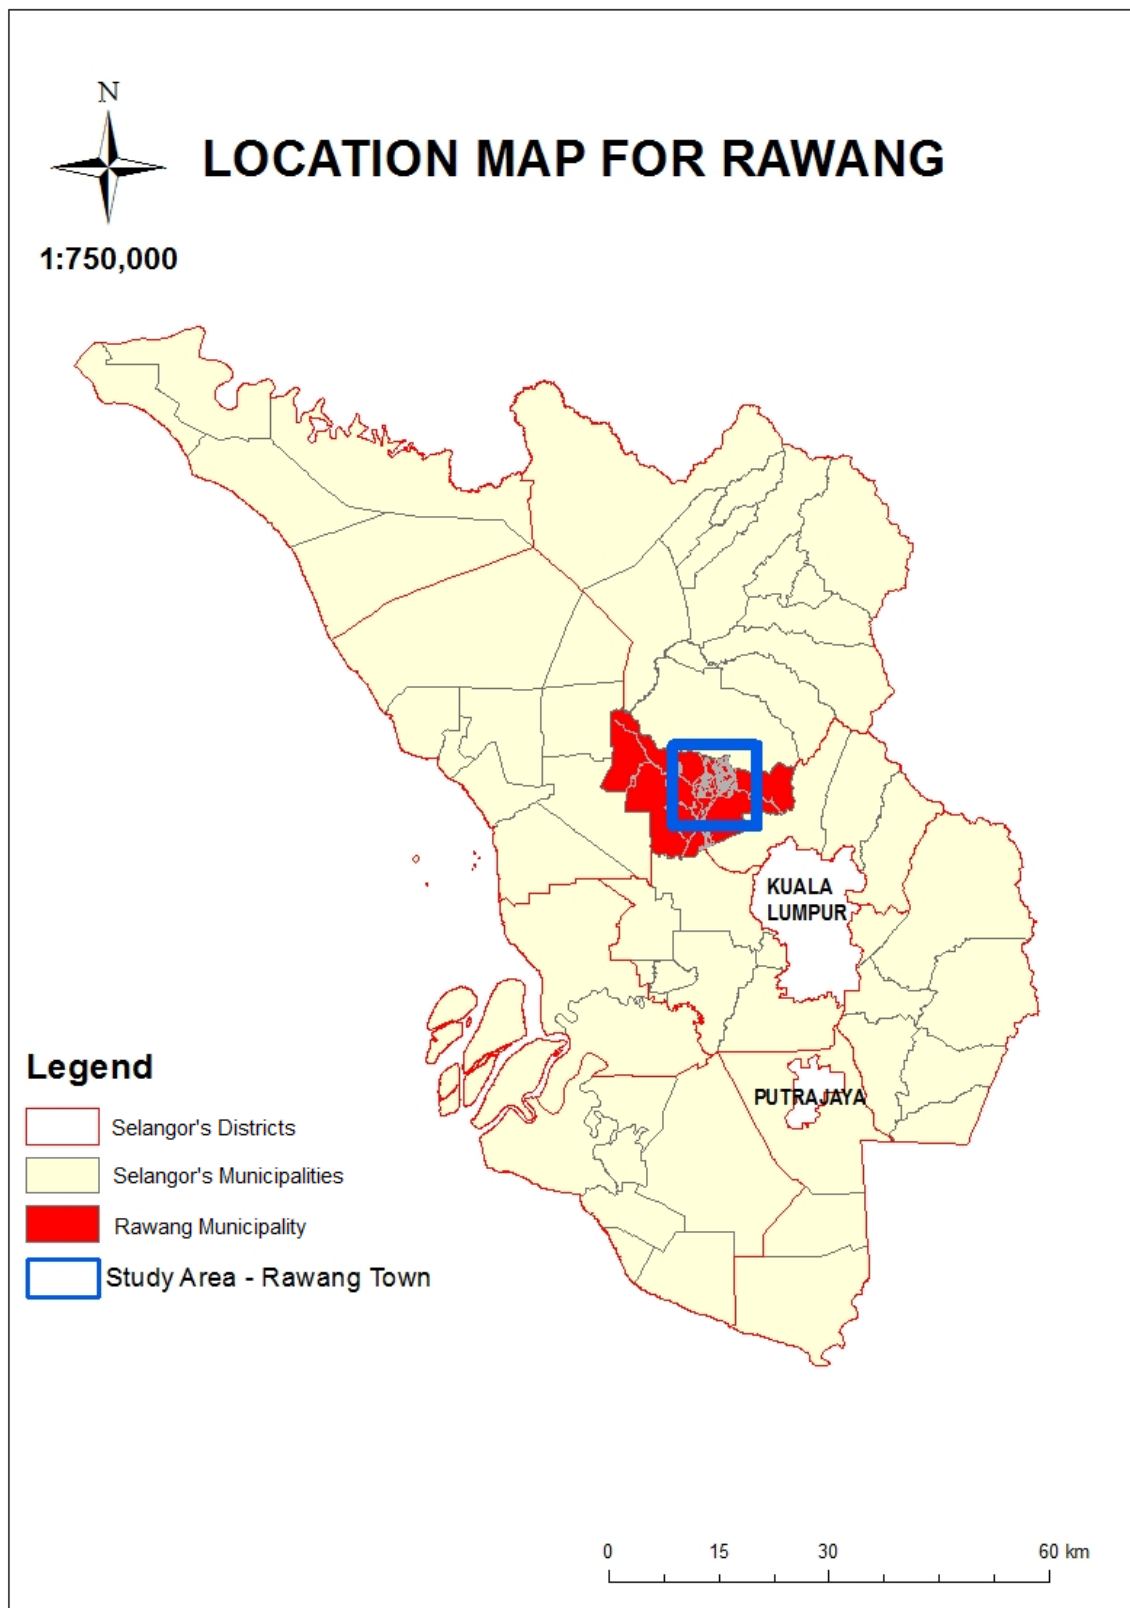 N
LOCATION MAP FOR RAWANG
1:750,000
KUALA
LUMPUR
PUTRAJAYA
Legend
Selangor's Districts
Selangor's Municipalities
Rawang Municipality
Study Area - Rawang Town
0 15 30 60 km